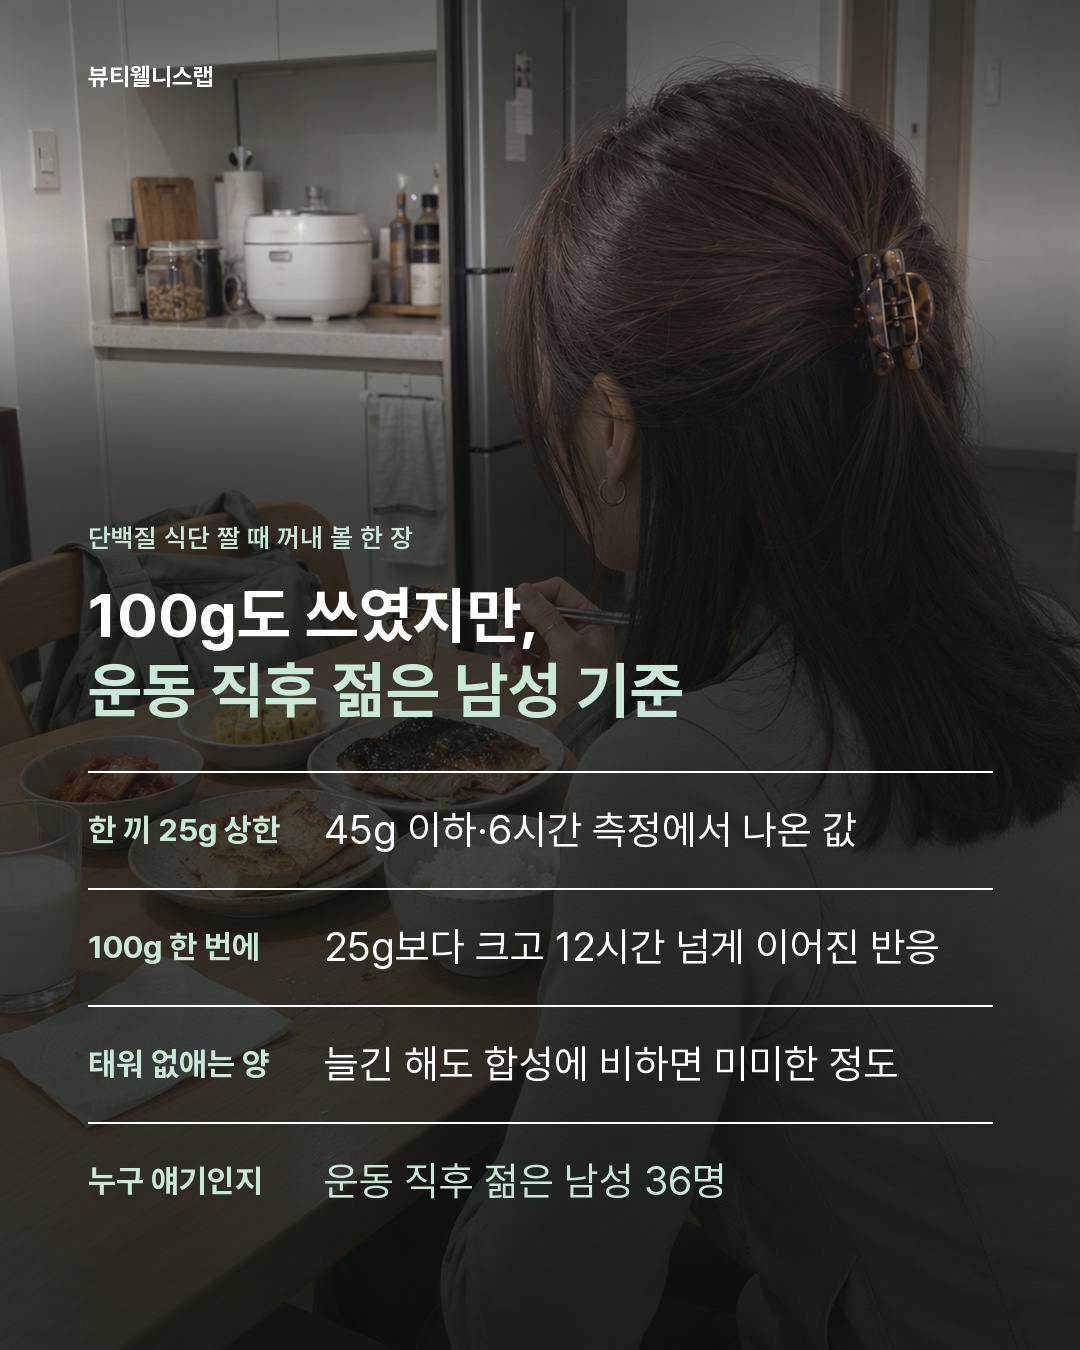 뷰티웰니스랩
단백질 식단 짤 때 꺼내 볼 한 장
100g도 쓰였지만,
운동 직후 젊은 남성 기준
한 끼 25g 상한 45g 이하·6시간 측정에서 나온 값
100g 한 번에 25g보다 크고 12시간 넘게 이어진 반응
태워 없애는 양 늘긴 해도 합성에 비하면 미미한 정도
누구 얘기인지 운동 직후 젊은 남성 36명